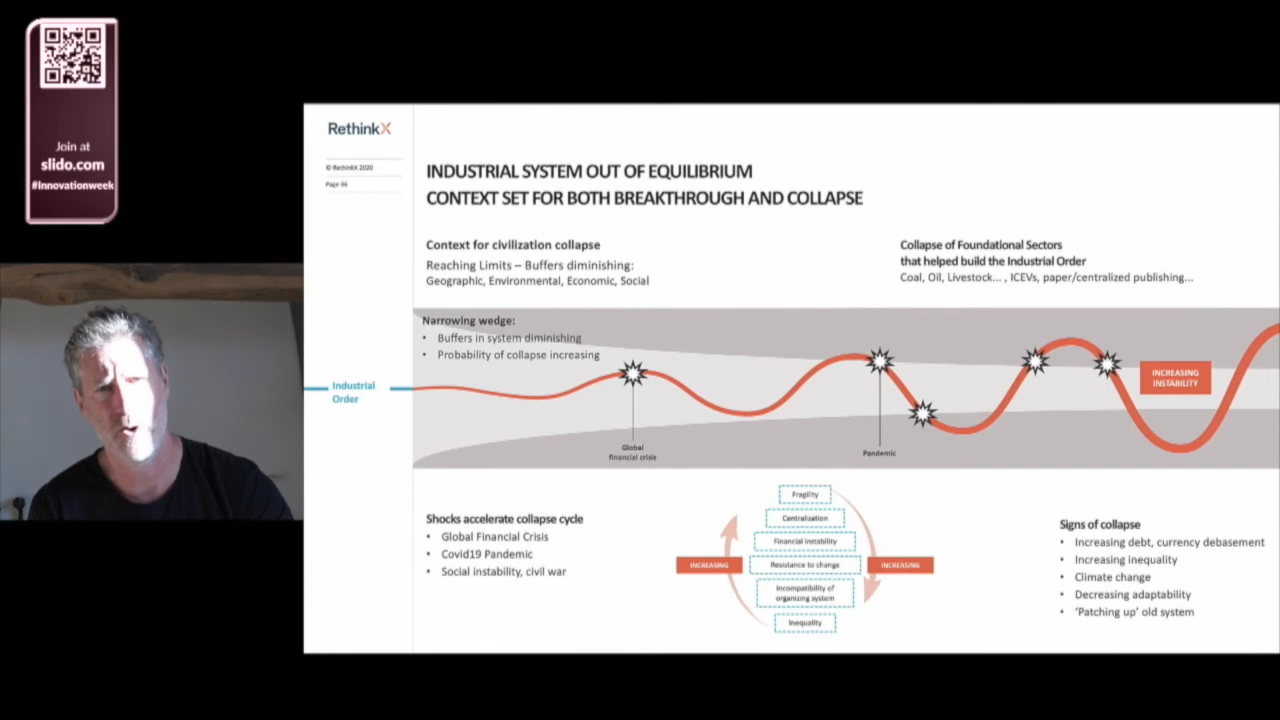 Join at
slido.com
#Innovationweek
RethinkX
© RethinkX 2020
Page 56
INDUSTRIAL SYSTEM OUT OF EQUILIBRIUM
CONTEXT SET FOR BOTH BREAKTHROUGH AND COLLAPSE
Context for civilization collapse
Reaching Limits – Buffers diminishing:
Geographic, Environmental, Economic, Social
Collapse of Foundational Sectors
that helped build the Industrial Order
Coal, Oil, Livestock... , ICEVs, paper/centralized publishing...
Narrowing wedge:
• Buffers in system diminishing
• Probability of collapse increasing
Industrial
Order
INCREASING
INSTABILITY
Global
financial crisis
Pandemic
Shocks accelerate collapse cycle
• Global Financial Crisis
• Covid19 Pandemic
• Social instability, civil war
Fragility
Centralization
Financial instability
INCREASING
Resistance to change
INCREASING
Incompatibility of
organizing system
Inequality
Signs of collapse
• Increasing debt, currency debasement
• Increasing inequality
• Climate change
• Decreasing adaptability
• 'Patching up' old system